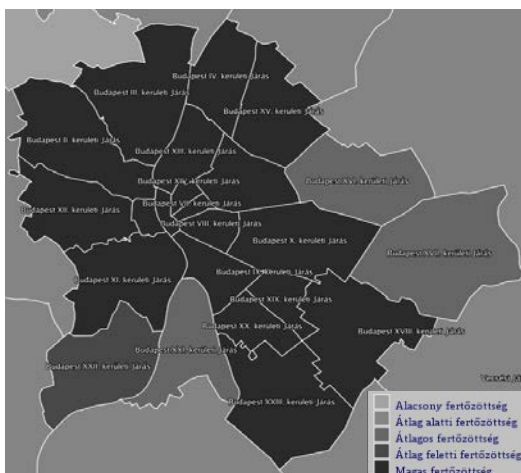 Budapest IV. kerületi Járás
Budapest III. kerületi Járás
Budapest XV. kerületi Járás
Budapest II. kerületi Járás
Budapest XIII. kerületi Járás
Budapest XIV. kerületi Járás
Budapest XVI. kerületi Járás
Budapest VII. kerületi Járás
Budapest XII. kerületi Járás
Budapest VIII. kerületi Járás
Budapest X. kerületi Járás
Budapest XVII. kerületi Járás
Budapest IX. kerületi Járás
Budapest XI. kerületi Járás
Budapest XIX. kerületi Járás
Budapest XX. kerületi Járás
Budapest XVIII. kerületi Járás
Budapest XXI. kerületi Járás
Budapest XXII. kerületi Járás
Budapest XXIII. kerületi Járás
Alacsony fertőzöttség
Átlag alatti fertőzöttség
Átlagos fertőzöttség
Átlag feletti fertőzöttség
Magas fertőzöttség